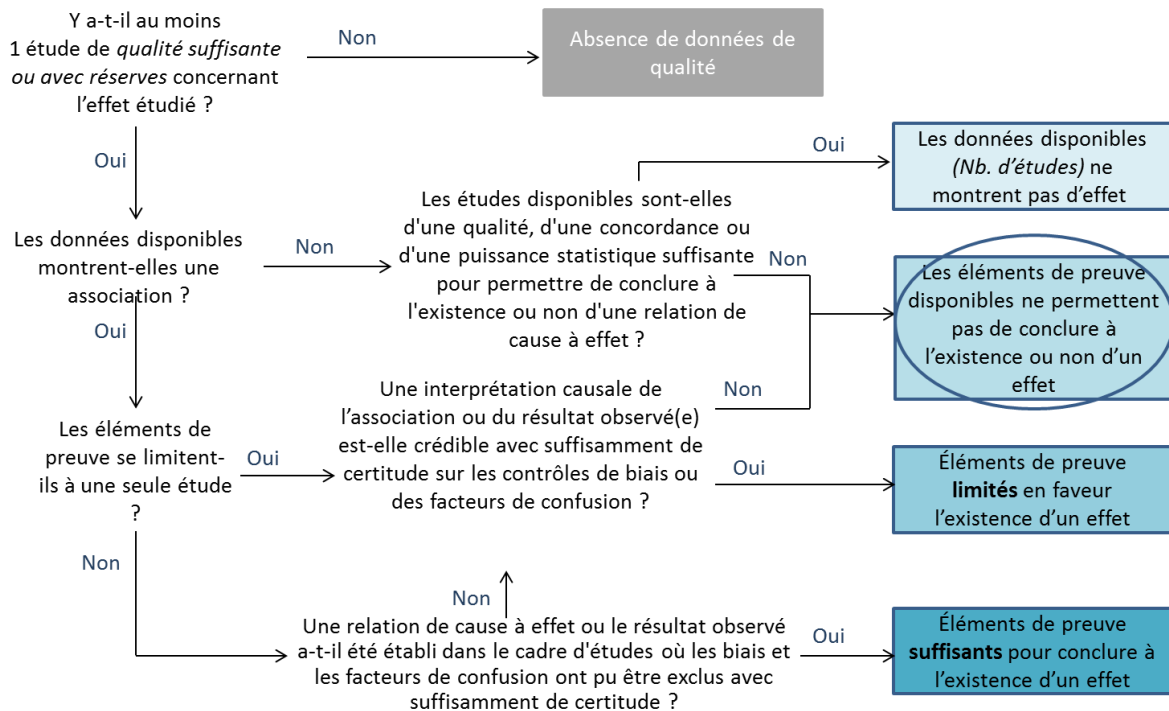 Y a-t-il au moins
1 étude de qualité suffisante
ou avec réserves concernant
l'effet étudié ?
Non
Absence de données de
qualité
Oui
Les données disponibles
montrent-elles une
association ?
Non
Les études disponibles sont-elles
d'une qualité, d'une concordance ou
d'une puissance statistique suffisante
pour permettre de conclure à
l'existence ou non d'une relation de
cause à effet ?
Oui
Les données disponibles
(Nb. d'études) ne
montrent pas d'effet
Non
Les éléments de preuve
disponibles ne permettent
pas de conclure à
l'existence ou non d'un
effet
Oui
Les éléments de
preuve se limitent-
ils à une seule étude
?
Oui
Une interprétation causale de
l'association ou du résultat observé(e)
est-elle crédible avec suffisamment de
certitude sur les contrôles de biais ou
des facteurs de confusion ?
Non
Oui
Éléments de preuve
limités en faveur
l'existence d'un effet
Non
Non
Une relation de cause à effet ou le résultat observé
a-t-il été établi dans le cadre d'études où les biais et
les facteurs de confusion ont pu être exclus avec
suffisamment de certitude ?
Oui
Éléments de preuve
suffisants pour conclure à
l'existence d'un effet